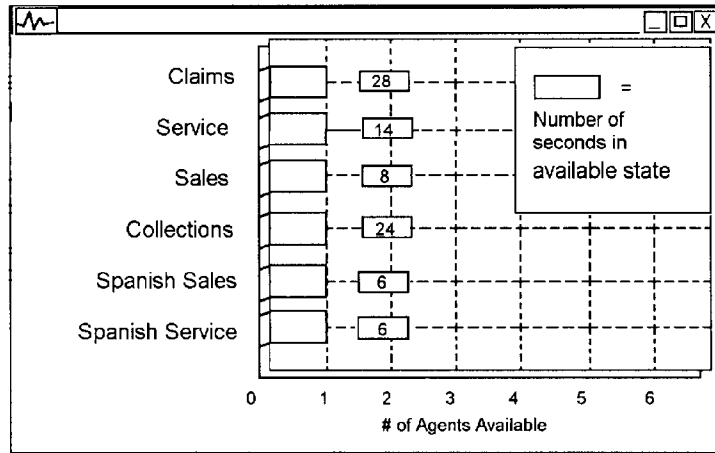 Claims
28
Service
14
Sales
8
Collections
24
Spanish Sales
6
Spanish Service
6
=
Number of
seconds in
available state
0 1 2 3 4 5 6
# of Agents Available